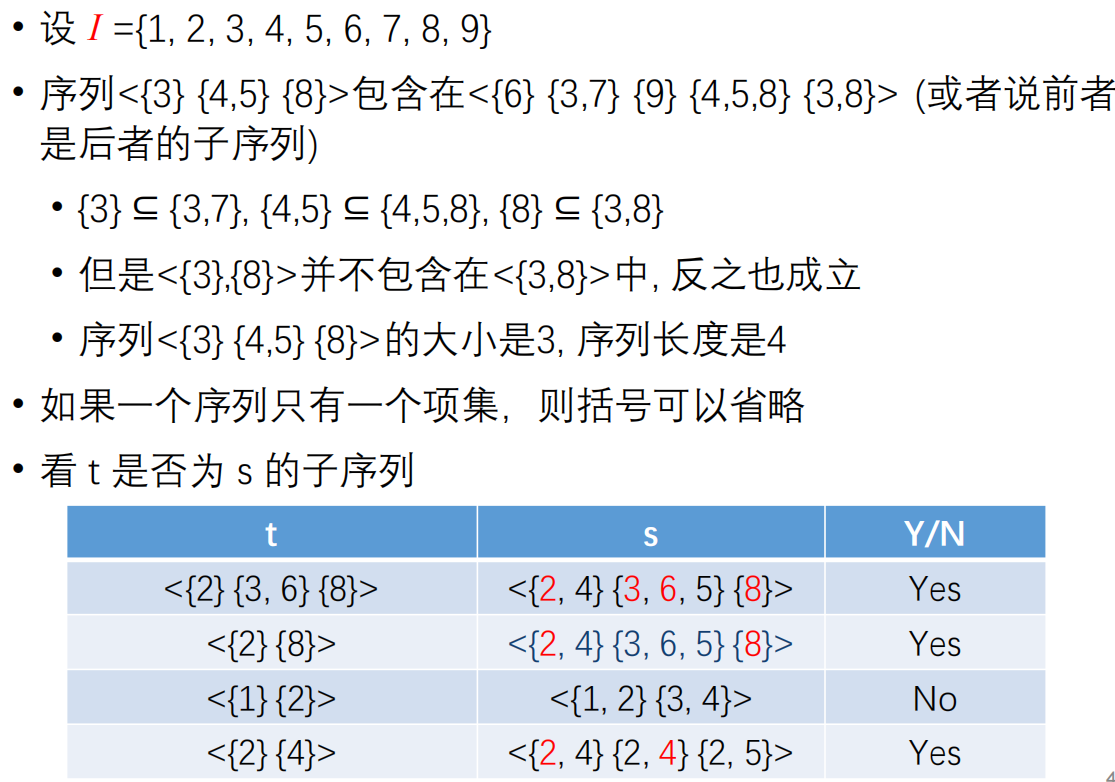 • 设 I ={1, 2, 3, 4, 5, 6, 7, 8, 9}
• 序列<{3} {4,5} {8}>包含在<{6} {3,7} {9} {4,5,8} {3,8}> (或者说前者
是后者的子序列)
• {3} ⊆ {3,7}, {4,5} ⊆ {4,5,8}, {8} ⊆ {3,8}
• 但是<{3},{8}>并不包含在<{3,8}>中, 反之也成立
• 序列<{3} {4,5} {8}>的大小是3, 序列长度是4
• 如果一个序列只有一个项集，则括号可以省略
• 看 t 是否为 s 的子序列
t s Y/N
<{2} {3, 6} {8}> <{2, 4} {3, 6, 5} {8}> Yes
<{2} {8}> <{2, 4} {3, 6, 5} {8}> Yes
<{1} {2}> <{1, 2} {3, 4}> No
<{2} {4}> <{2, 4} {2, 4} {2, 5}> Yes
4